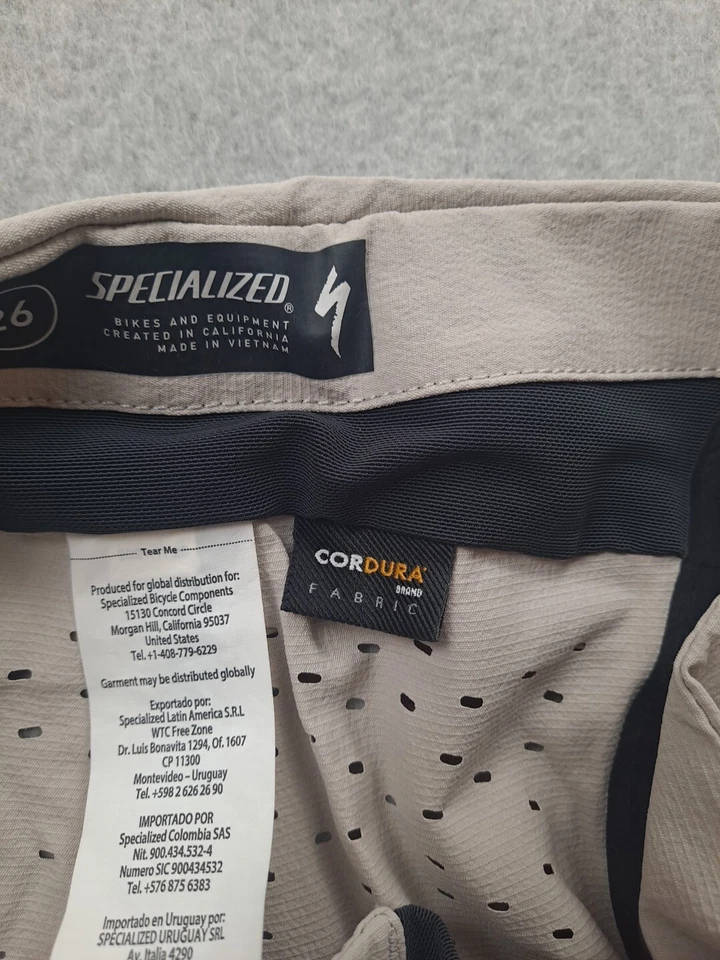 26
SPECIALIZED®
BIKES AND EQUIPMENT
CREATED IN CALIFORNIA
MADE IN VIETNAM
CORDURA®
BRAND
FABRIC
Tear Me
Produced for global distribution for:
Specialized Bicycle Components
15130 Concord Circle
Morgan Hill, California 95037
United States
Tel. +1-408-779-6229
Garment may be distributed globally
Exportado por:
Specialized Latin America S.R.L
WTC Free Zone
Dr. Luis Bonavita 1294, Of. 1607
CP 11300
Montevideo – Uruguay
Tel. +598 2 626 26 90
IMPORTADO POR
Specialized Colombia SAS
Nit. 900.434.532-4
Numero SIC 900434532
Tel. +576 875 6383
Importado en Uruguay por:
SPECIALIZED URUGUAY SRL
Av. Italia 4290